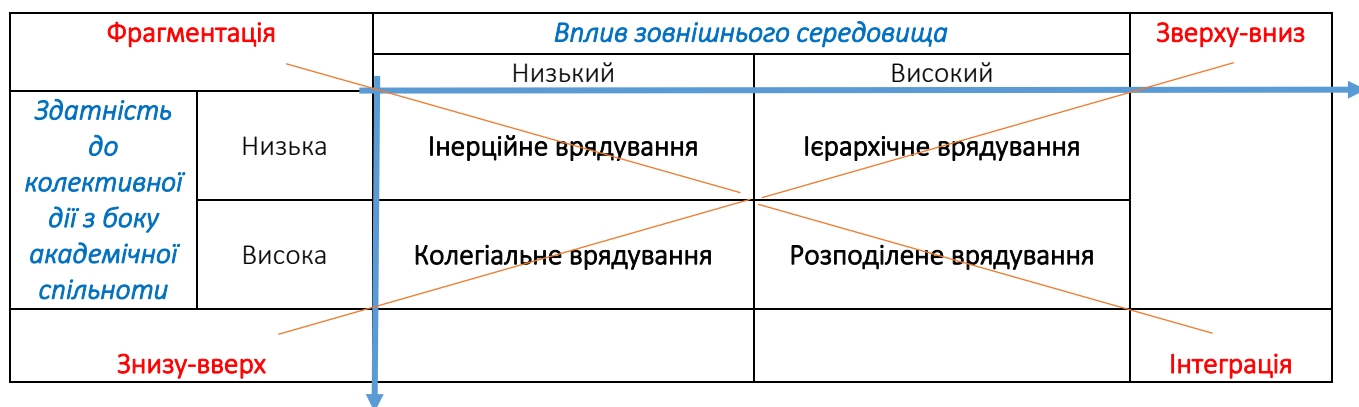 Фрагментація
Вплив зовнішнього середовища
Зверху-вниз
Низький
Високий
Здатність
до
колективної
дії з боку
академічної
спільноти
Низька
Інерційне врядування
Ієрархічне врядування
Висока
Колегіальне врядування
Розподілене врядування
Знизу-вверх
Інтеграція